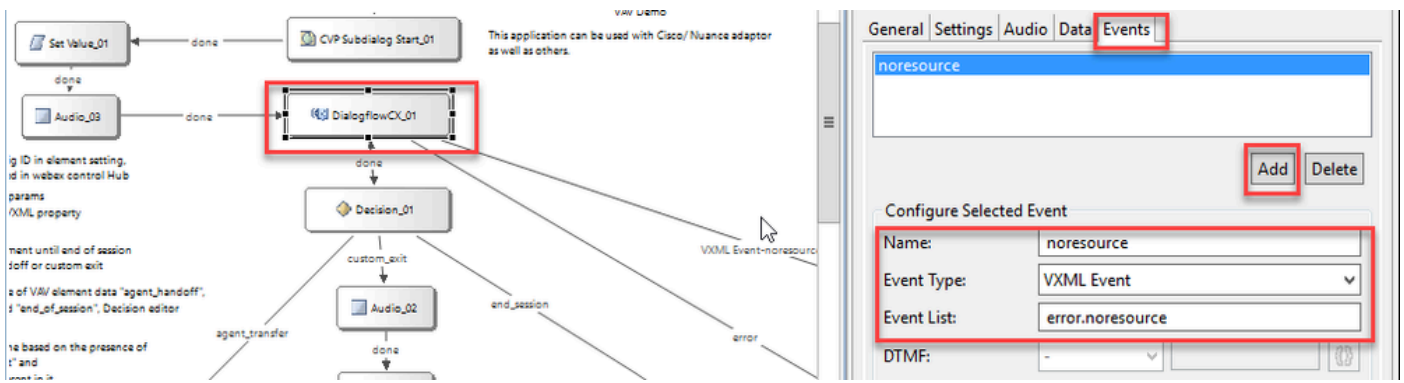 VAV Demo
Set Value_01
done
CVP Subdialog Start_01
This application can be used with Cisco/ Nuance adaptor
as well as others.
done
Audio_03
done
DialogflowCX_01
ig ID in element setting,
d in webex control Hub
params
VXML property
done
Decision_01
ment until end of session
doff or custom exit
custom_exit
VXML Event-noresource
e of VAV element data "agent_handoff",
d "end_of_session", Decision editor
Audio_02
end_session
agent_transfer
error
ne based on the presence of
t" and
done
General
Settings
Audio
Data
Events
noresource
Add
Delete
Configure Selected Event
Name:
noresource
Event Type:
VXML Event
Event List:
error.noresource
DTMF:
-